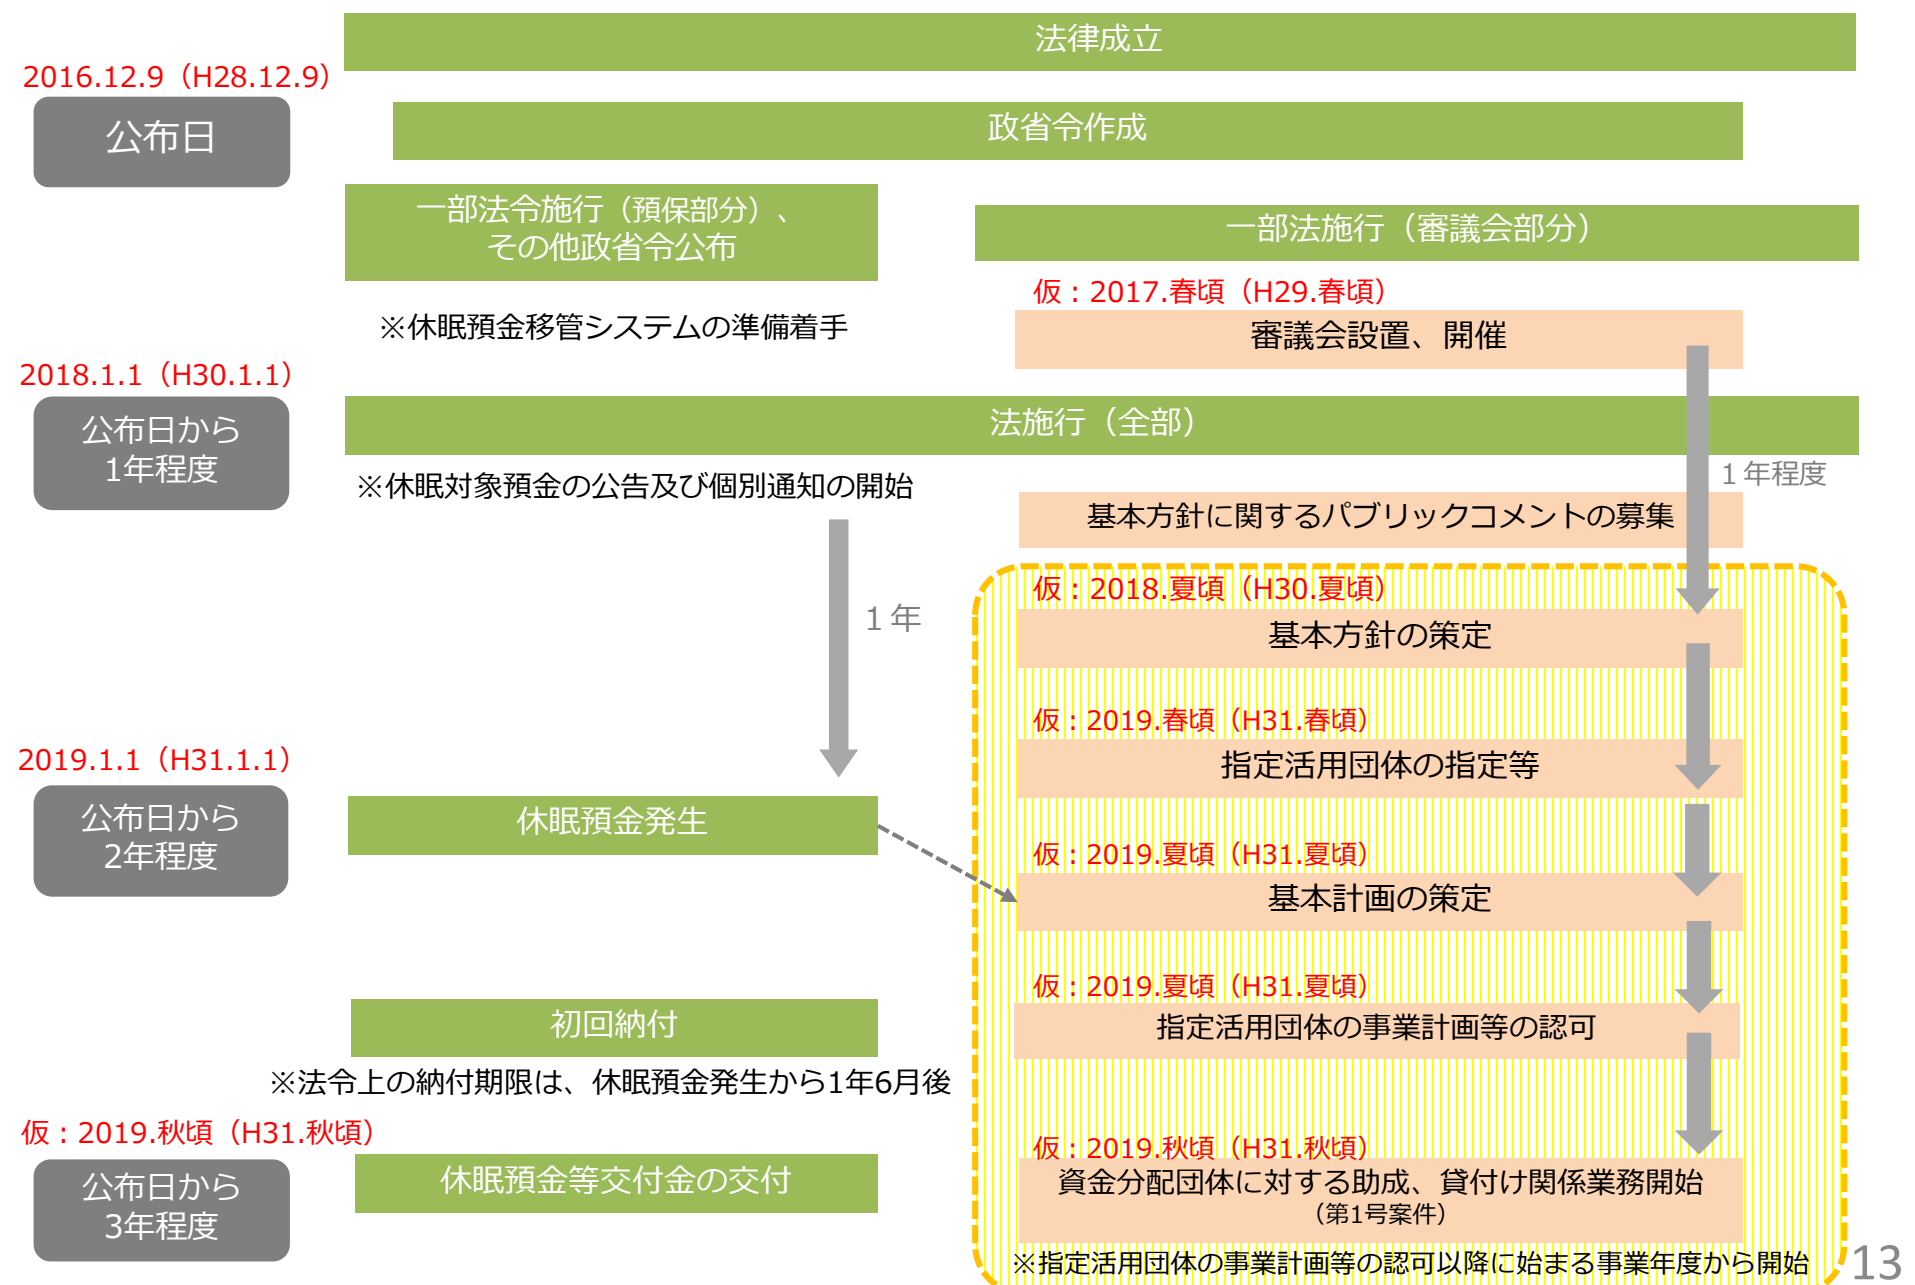 法律成立
2016.12.9（H28.12.9）
公布日
政省令作成
一部法令施行（預保部分）、
その他政省令公布
一部法施行（審議会部分）
仮：2017.春頃（H29.春頃）
※休眠預金移管システムの準備着手
審議会設置、開催
2018.1.1（H30.1.1）
公布日から
1年程度
法施行（全部）
１年程度
※休眠対象預金の公告及び個別通知の開始
基本方針に関するパブリックコメントの募集
仮：2018.夏頃（H30.夏頃）
１年
基本方針の策定
仮：2019.春頃（H31.春頃）
指定活用団体の指定等
2019.1.1（H31.1.1）
公布日から
2年程度
休眠預金発生
仮：2019.夏頃（H31.夏頃）
基本計画の策定
仮：2019.夏頃（H31.夏頃）
初回納付
指定活用団体の事業計画等の認可
※法令上の納付期限は、休眠預金発生から1年6月後
仮：2019.秋頃（H31.秋頃）
公布日から
3年程度
休眠預金等交付金の交付
仮：2019.秋頃（H31.秋頃）
資金分配団体に対する助成、貸付け関係業務開始
（第1号案件）
※指定活用団体の事業計画等の認可以降に始まる事業年度から開始
13